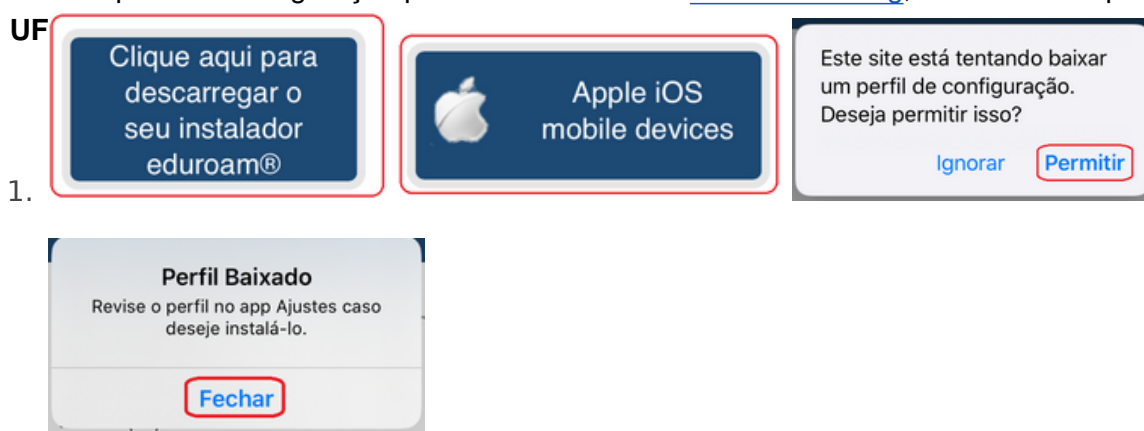 UF
Clique aqui para
descarregar o
seu instalador
eduroam®
Apple iOS
mobile devices
Este site está tentando baixar
um perfil de configuração.
Deseja permitir isso?
Ignorar Permitir
1.
Perfil Baixado
Revise o perfil no app Ajustes caso
deseje instalá-lo.
Fechar